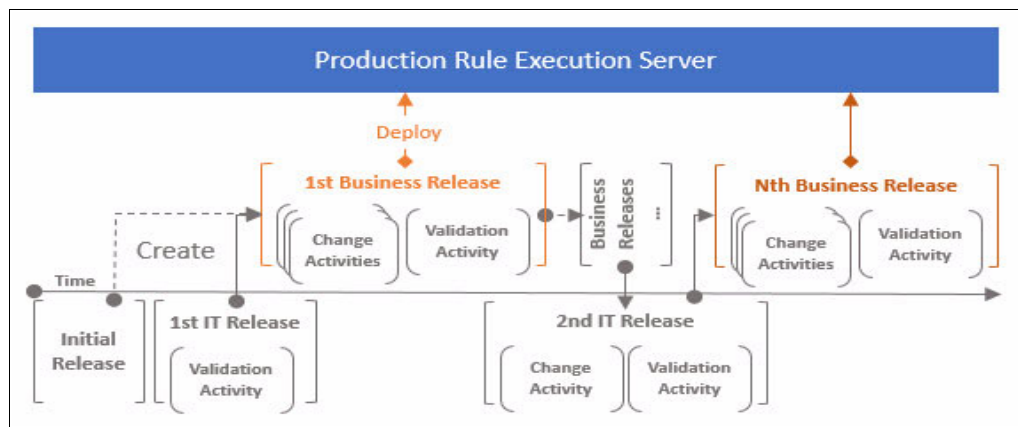 Production Rule Execution Server
Deploy
1st Business Release
Change
Activities
Validation
Activity
Business
Releases
...
Nth Business Release
Change
Activities
Validation
Activity
Create
Time
Initial
Release
1st IT Release
Validation
Activity
2nd IT Release
Change
Activity
Validation
Activity